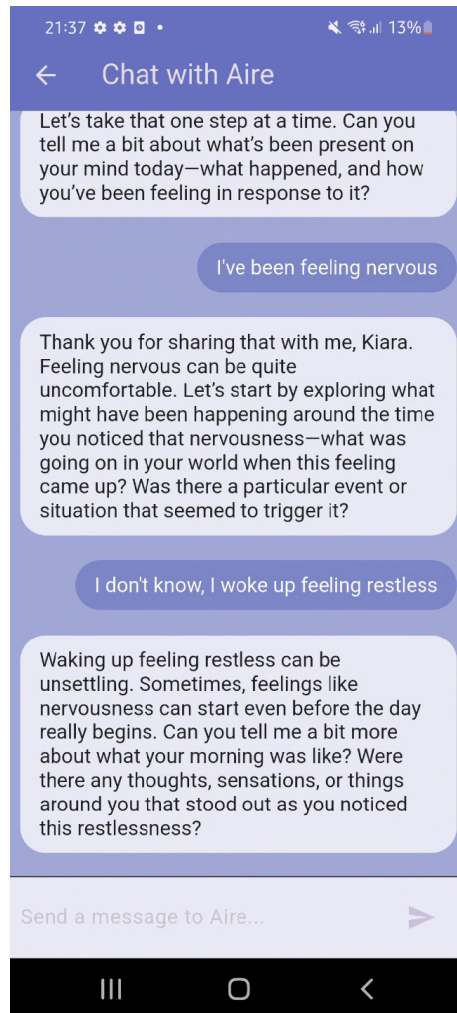 21:37
13%
Chat with Aire
Let’s take that one step at a time. Can you
tell me a bit about what’s been present on
your mind today—what happened, and how
you’ve been feeling in response to it?
I've been feeling nervous
Thank you for sharing that with me, Kiara.
Feeling nervous can be quite
uncomfortable. Let’s start by exploring what
might have been happening around the time
you noticed that nervousness—what was
going on in your world when this feeling
came up? Was there a particular event or
situation that seemed to trigger it?
I don't know, I woke up feeling restless
Waking up feeling restless can be
unsettling. Sometimes, feelings like
nervousness can start even before the day
really begins. Can you tell me a bit more
about what your morning was like? Were
there any thoughts, sensations, or things
around you that stood out as you noticed
this restlessness?
Send a message to Aire...